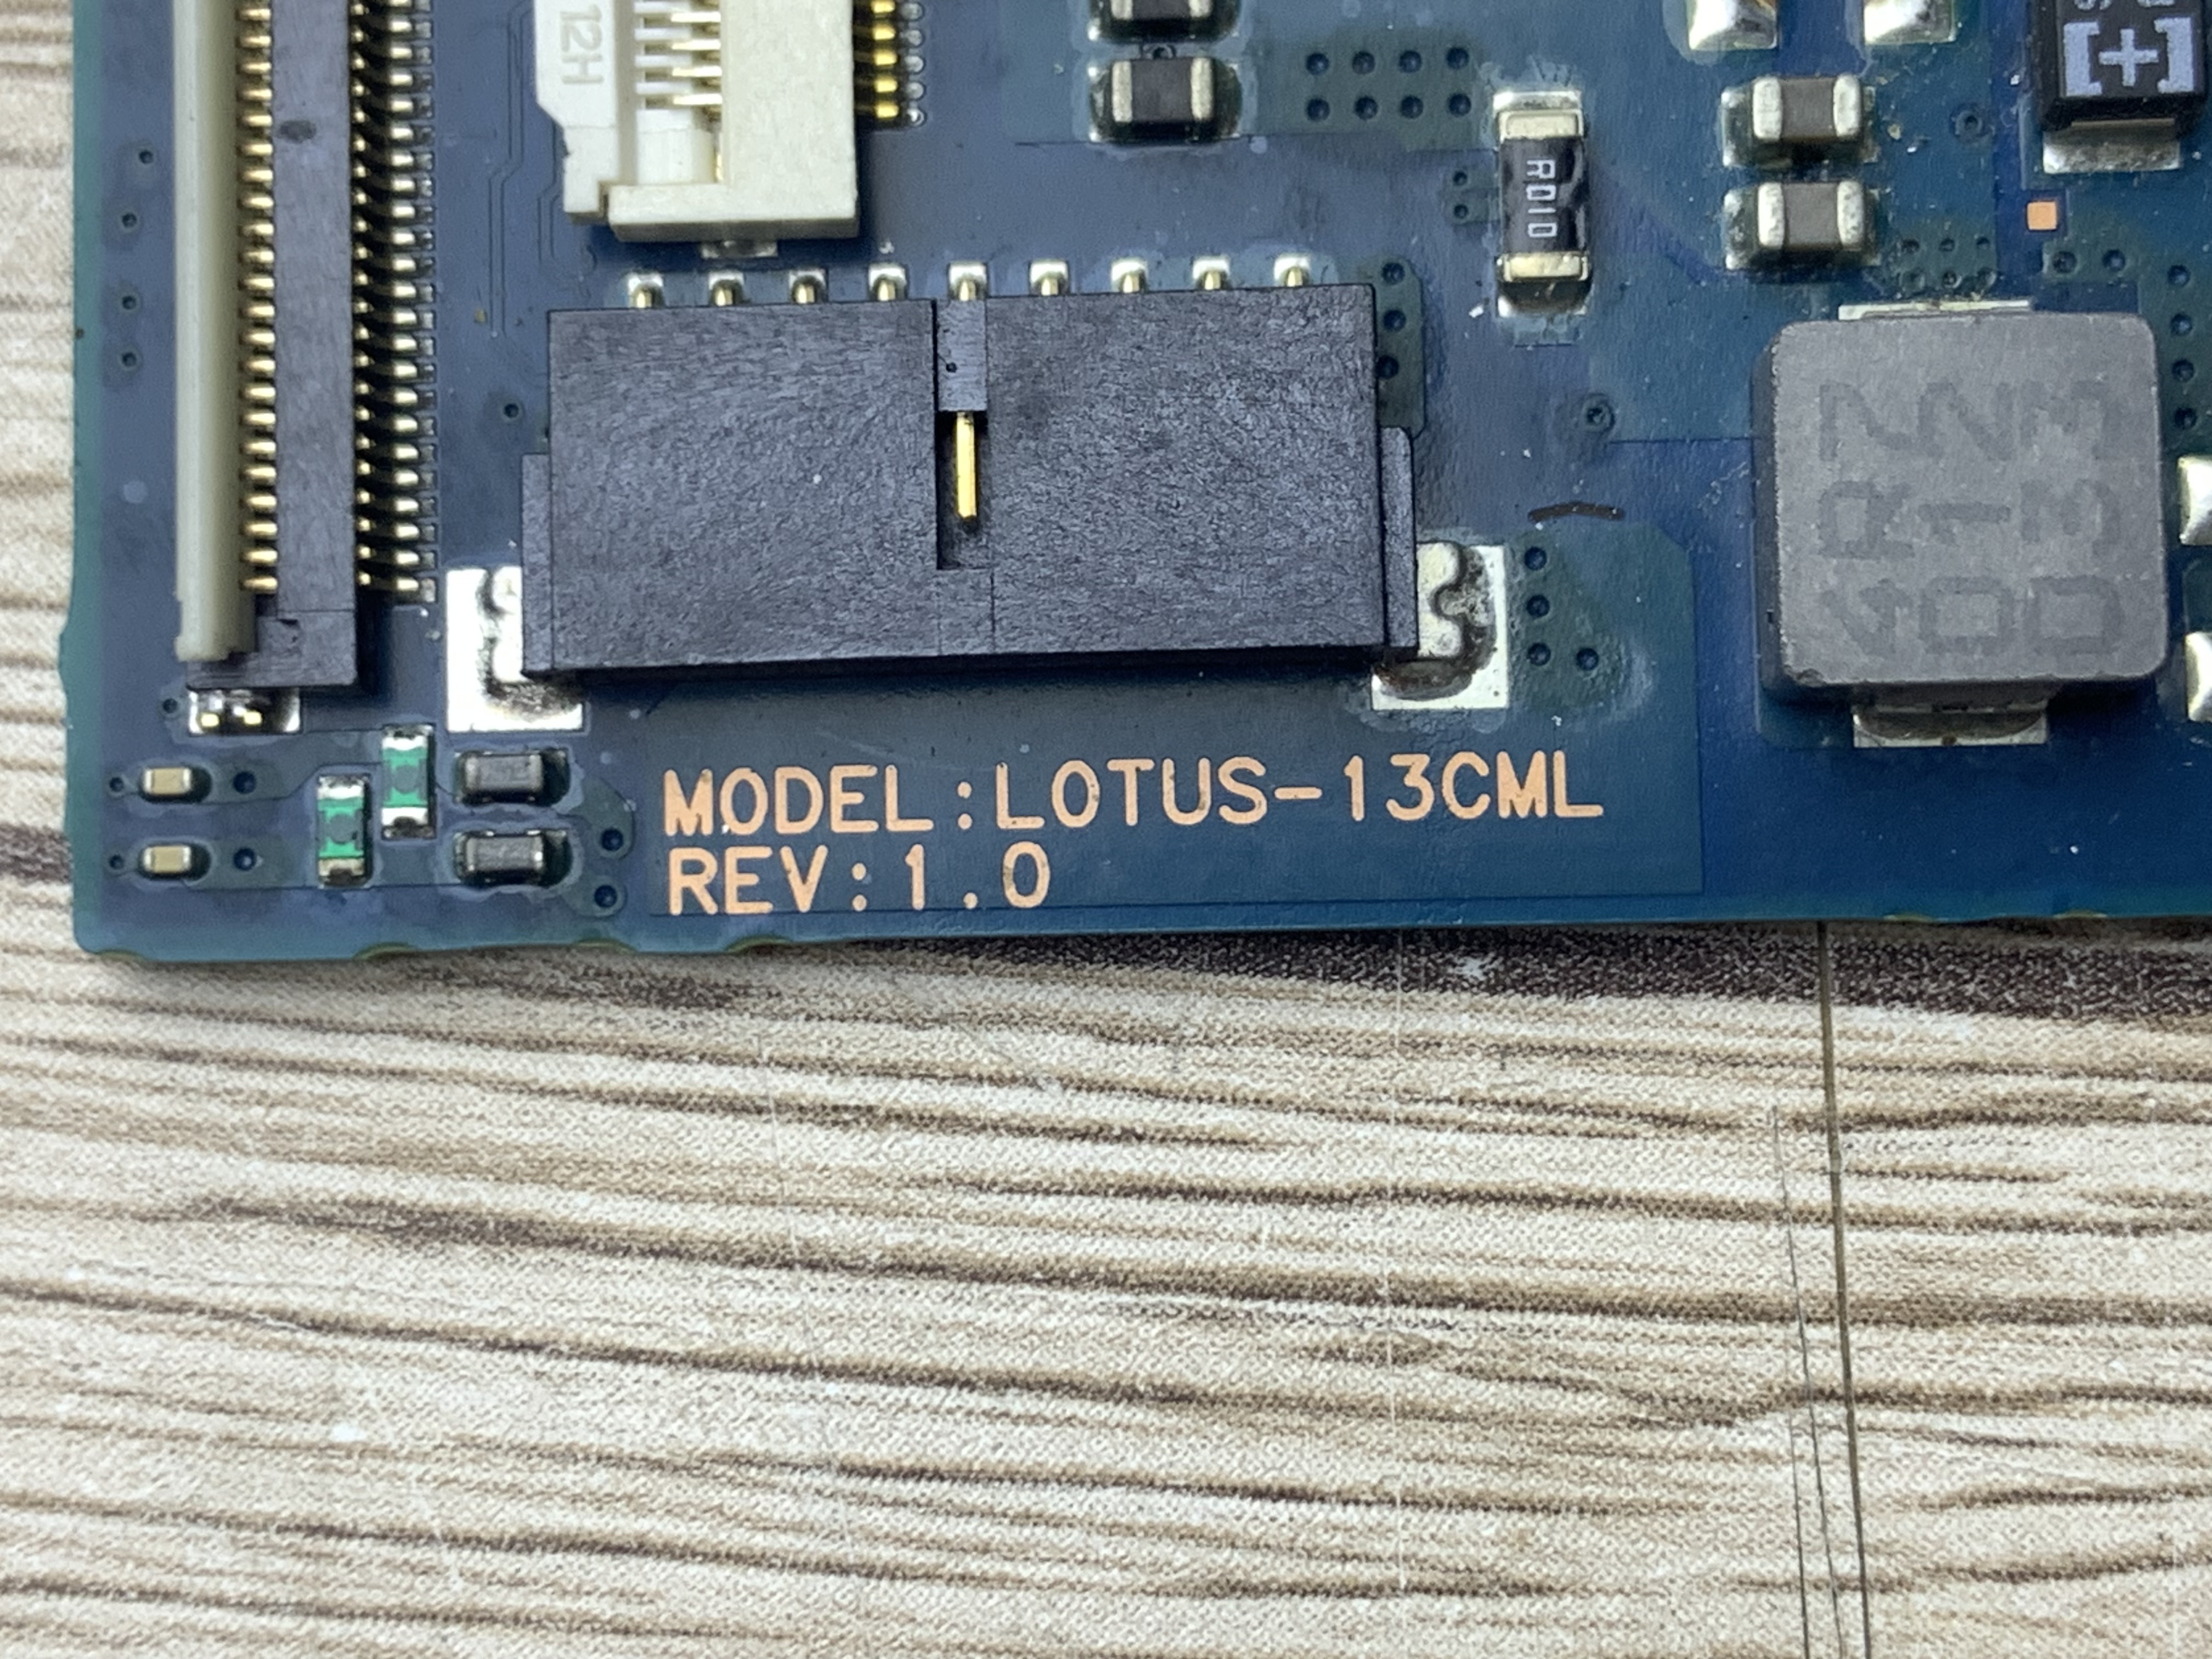 12H
[+]
R010
MODEL:LOTUS-13CML
REV:1.0